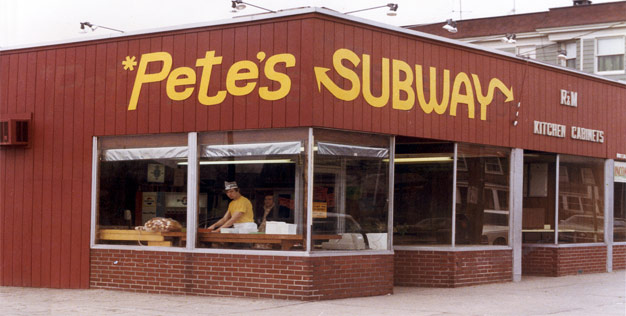 *Pete's SUBWAY
R&M
KITCHEN CABINETS